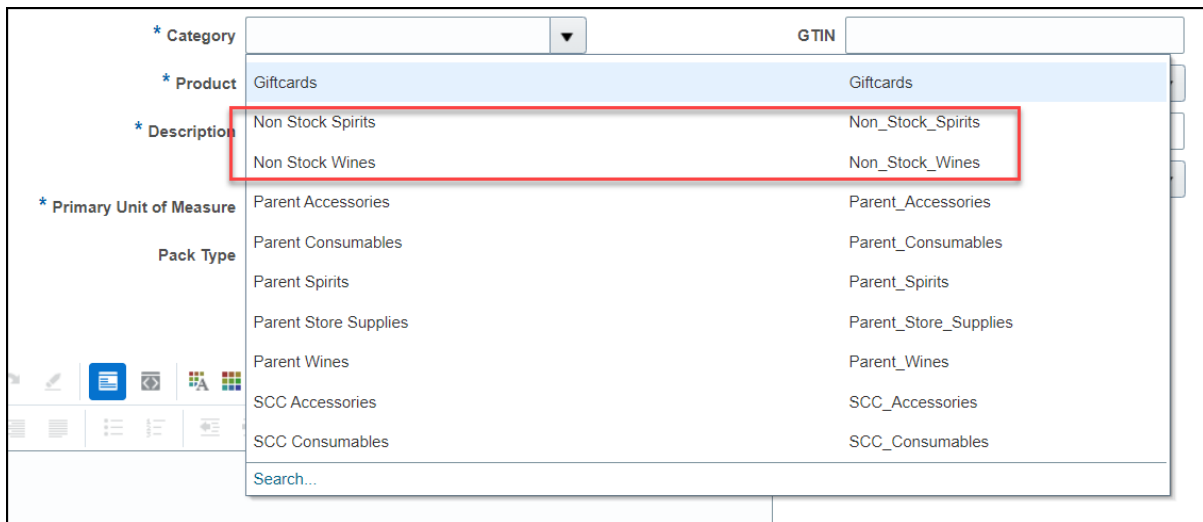 * Category GTIN
* Product Giftcards Giftcards
* Description Non Stock Spirits Non_Stock_Spirits
Non Stock Wines Non_Stock_Wines
* Primary Unit of Measure Parent Accessories Parent_Accessories
Pack Type Parent Consumables Parent_Consumables
Parent Spirits Parent_Spirits
Parent Store Supplies Parent_Store_Supplies
Parent Wines Parent_Wines
SCC Accessories SCC_Accessories
SCC Consumables SCC_Consumables
Search...